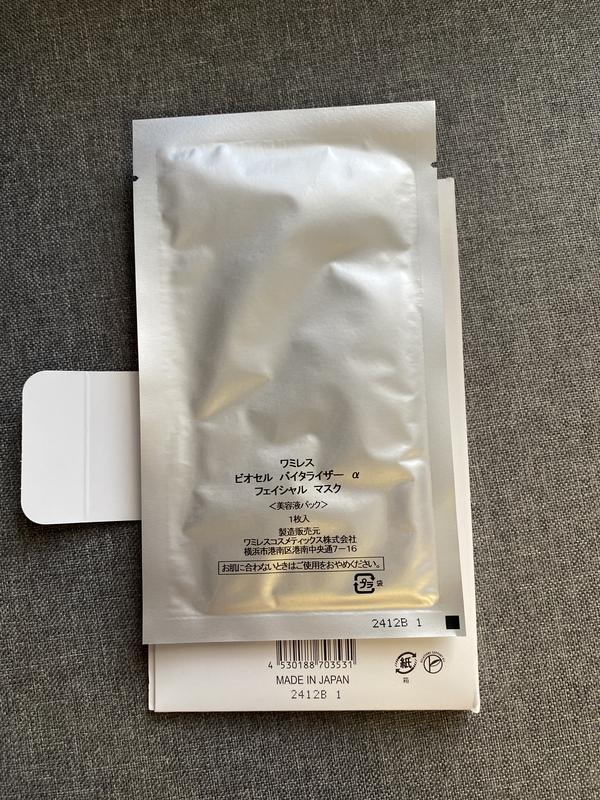 ワミレス
ビオセル バイタライザー α
フェイシャル マスク
<美容液パック>
1枚入
製造販売元
ワミレスコスメティックス株式会社
横浜市港南区港南中央通7-16
お肌に合わないときはご使用をおやめください。
プラ 袋
2412B 1
4 530188 703531
MADE IN JAPAN
2412B 1
紙
箱